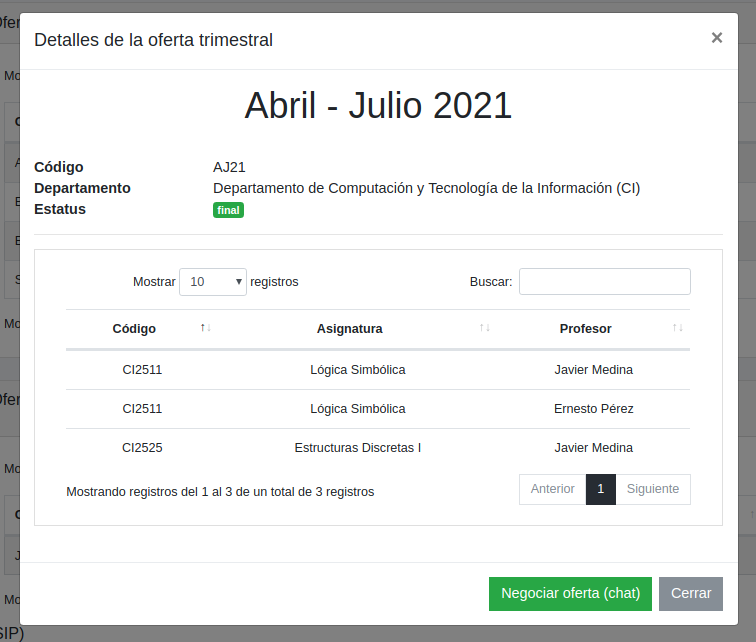 Detalles de la oferta trimestral ×
Abril - Julio 2021
Código AJ21
Departamento Departamento de Computación y Tecnología de la Información (CI)
Estatus final
Mostrar 10 registros Buscar:
Código ↑↓ Asignatura ↑↓ Profesor ↑↓
CI2511 Lógica Simbólica Javier Medina
CI2511 Lógica Simbólica Ernesto Pérez
CI2525 Estructuras Discretas I Javier Medina
Mostrando registros del 1 al 3 de un total de 3 registros Anterior 1 Siguiente
Negociar oferta (chat) Cerrar